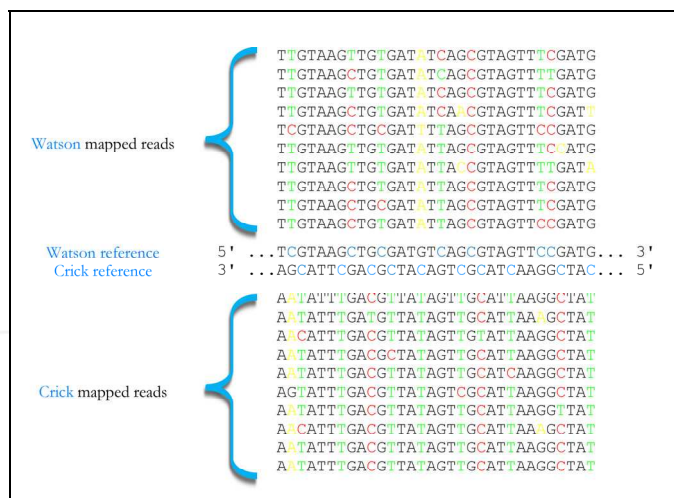 TTGTAAGTTGTGATATCAGCGTAGTTTCGATG
TTGTAAGCTGTGATATCAGCGTAGTTTTGATG
TTGTAAGTTGTGATATCAGCGTAGTTTCGATG
TTGTAAGCTGTGATATCAACGTAGTTTCGATT
TCGTAAGCTGCGATTTTAGCGTAGTTCCGATG
Watson mapped reads
TTGTAAGTTGTGATATTAGCGTAGTTTCCATG
TTGTAAGTTGTGATATTACCGTAGTTTTGATA
TTGTAAGCTGTGATATTAGCGTAGTTTCGATG
TTGTAAGCTGCGATATTAGCGTAGTTTCGATG
TTGTAAGCTGTGATATTAGCGTAGTTCCGATG
Watson reference 5' ...TCGTAAGCTGCGATGTCAGCGTAGTTCCGATG... 3'
Crick reference 3' ...AGCATTCGACGCTACAGTCGCATCAAGGCTAC... 5'
AATATTTGACGTTATAGTTGCATTAAGGCTAT
AATATTTGATGTTATAGTTGCATTAAAGCTAT
AACATTTGACGTTATAGTTGTATTAAGGCTAT
AATATTTGACGCTATAGTTGCATTAAGGCTAT
AATATTTGACGTTATAGTTGCATCAAGGCTAT
Crick mapped reads
AGTATTTGACGTTATAGTCGCATTAAGGCTAT
AATATTTGACGTTATAGTTGCATTAAGGTTAT
AACATTTGACGTTATAGTTGCATTAAAGCTAT
AATATTTGACGTTATAGTTGCATTAAGGCTAT
AATATTTGACGTTATAGTTGCATTAAGGCTAT